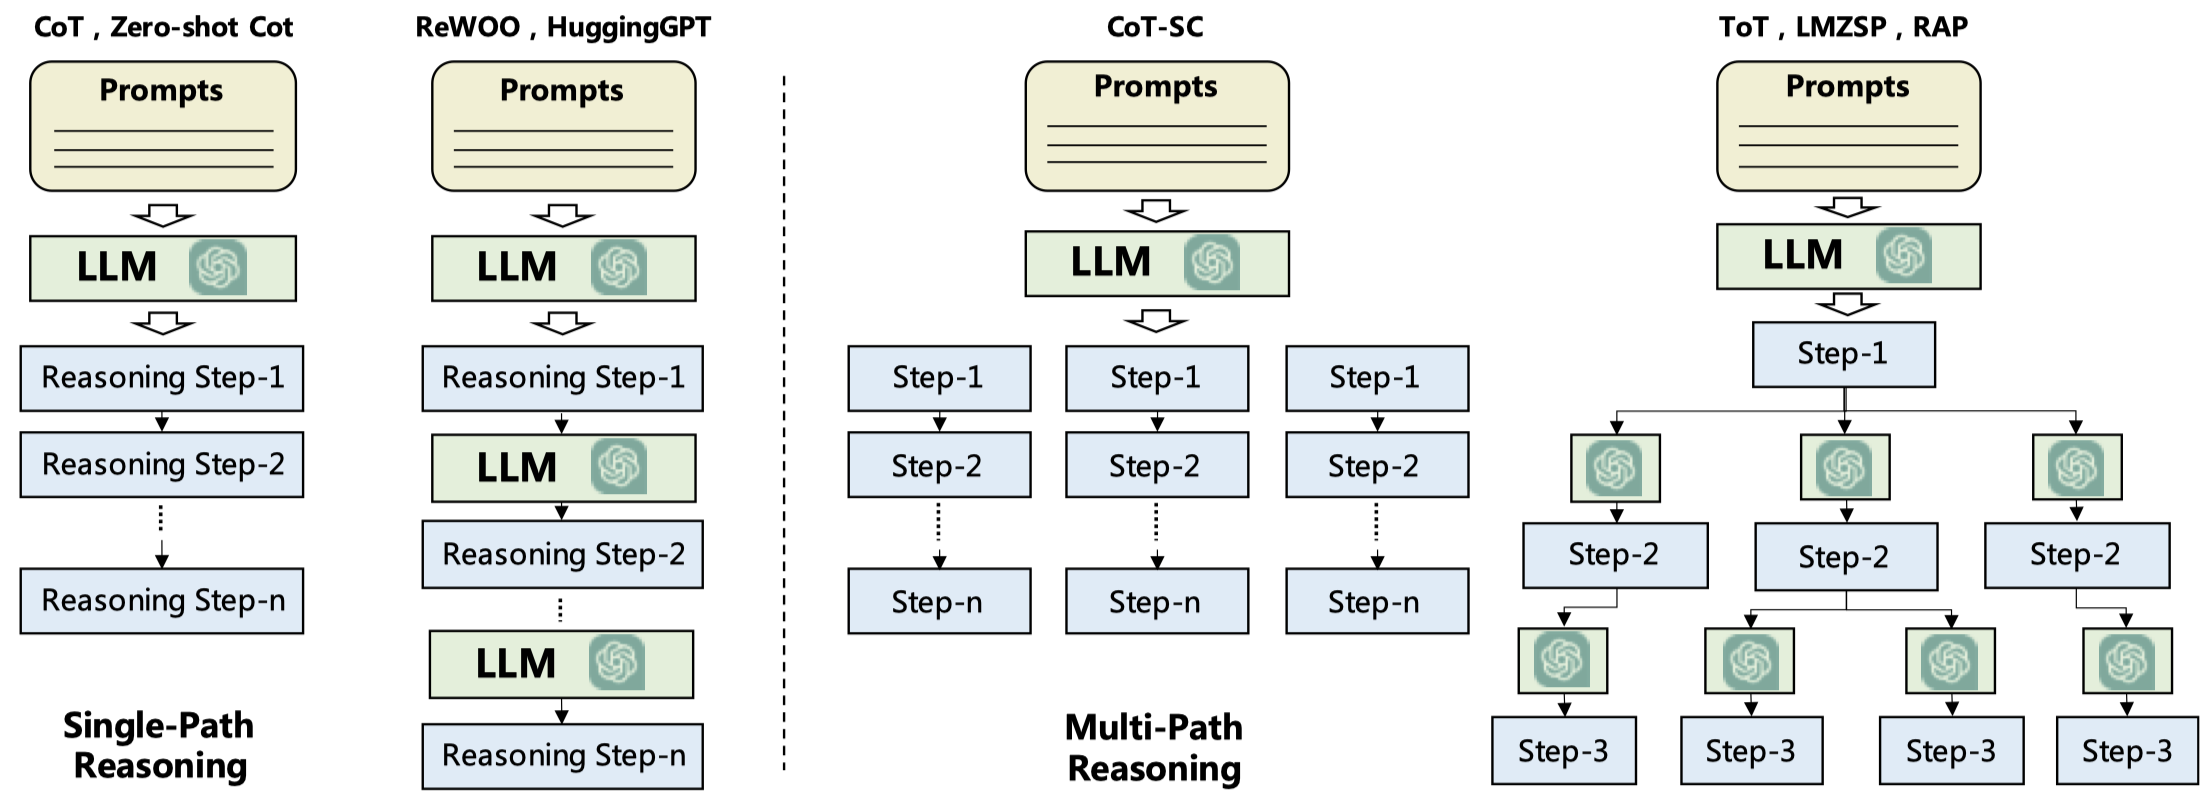 CoT , Zero-shot Cot
Prompts
LLM
Reasoning Step-1
Reasoning Step-2
Reasoning Step-n
Single-Path
Reasoning
ReWOO , HuggingGPT
Prompts
LLM
Reasoning Step-1
LLM
Reasoning Step-2
LLM
Reasoning Step-n
CoT-SC
Prompts
LLM
Step-1 Step-1 Step-1
Step-2 Step-2 Step-2
Step-n Step-n Step-n
Multi-Path
Reasoning
ToT , LMZSP , RAP
Prompts
LLM
Step-1
Step-2 Step-2 Step-2
Step-3 Step-3 Step-3 Step-3